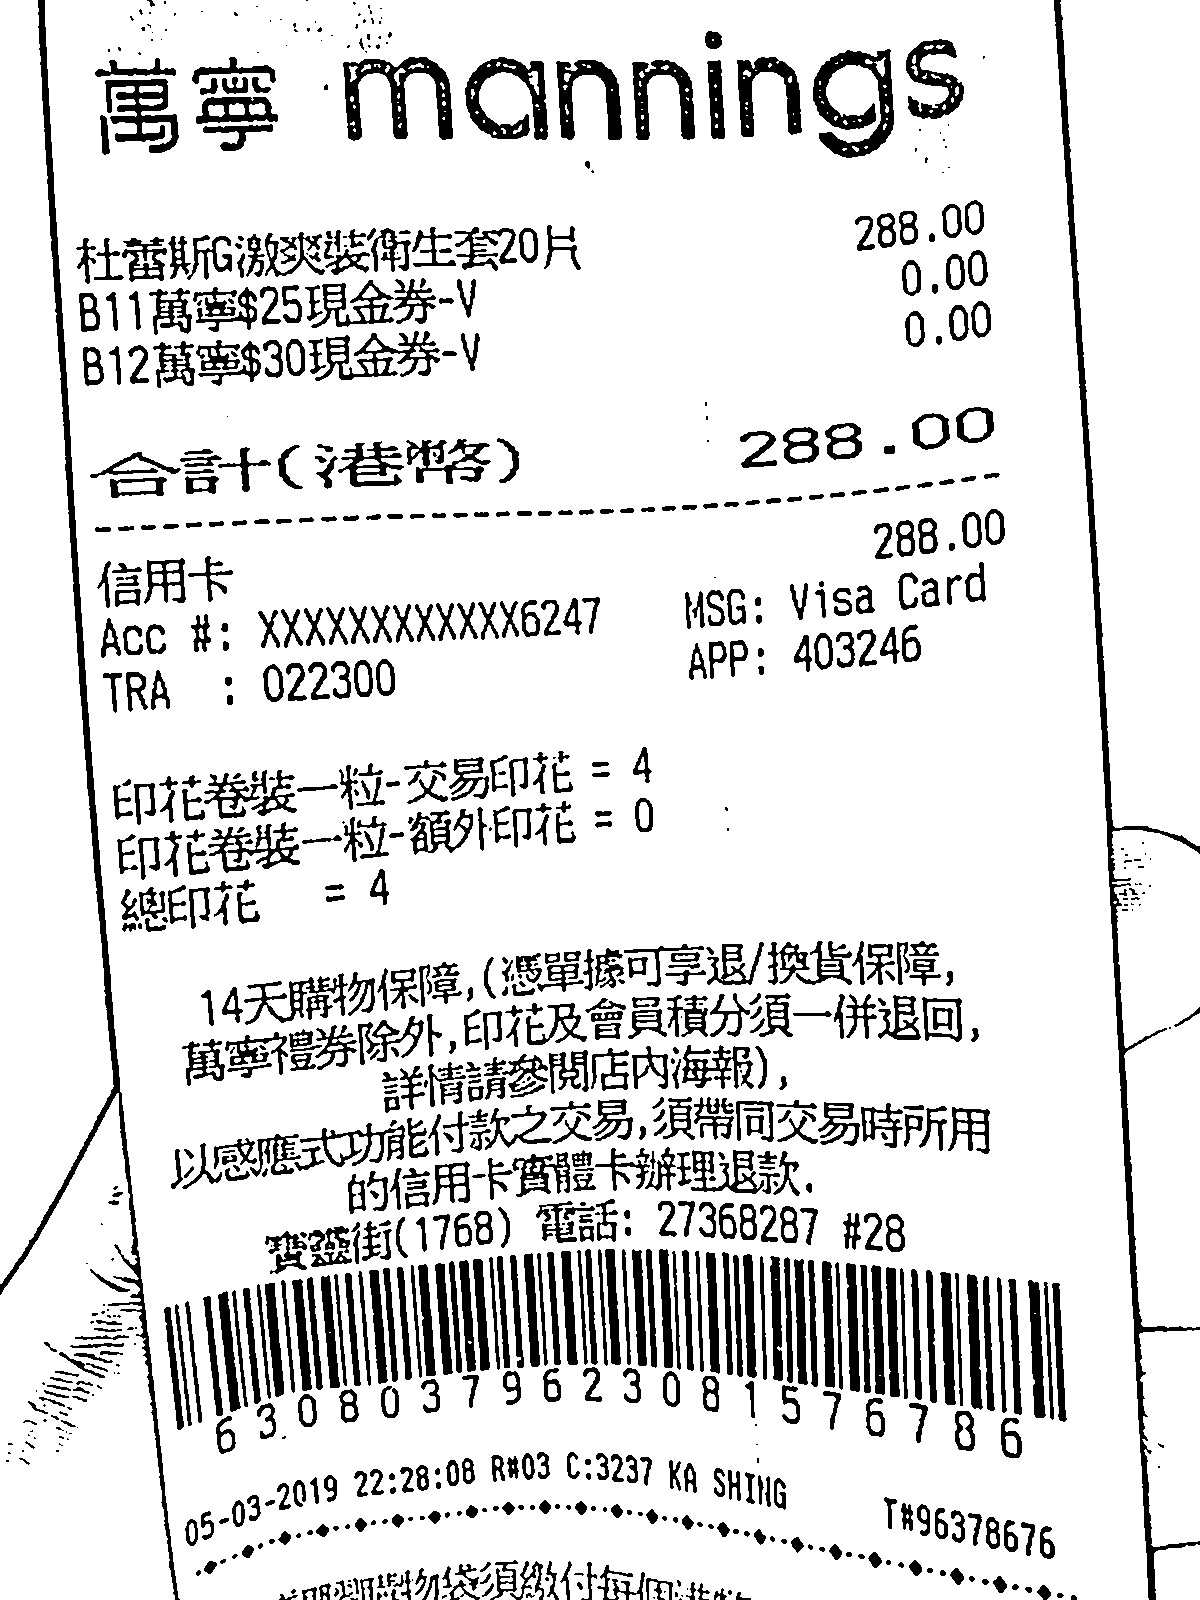 萬寧 mannings
杜蕾斯G激爽裝衛生套20片 288.00
B11萬寧$25現金券-V 0.00
B12萬寧$30現金券-V 0.00
合計(港幣) 288.00
信用卡 288.00
Acc #: XXXXXXXXXXXX6247 MSG: Visa Card
TRA : 022300 APP: 403246
印花卷裝一粒-交易印花 = 4
印花卷裝一粒-額外印花 = 0
總印花 = 4
14天購物保障,(憑單據可享退/換貨保障,
萬寧禮券除外,印花及會員積分須一併退回,
詳情請參閱店內海報),
以感應式功能付款之交易,須帶同交易時所用
的信用卡實體卡辦理退款.
寶靈街(1768) 電話: 27368287 #28
63080379623081576786
05-03-2019 22:28:08 R#03 C:3237 KA SHING T#96378676
購物袋須繳付每個